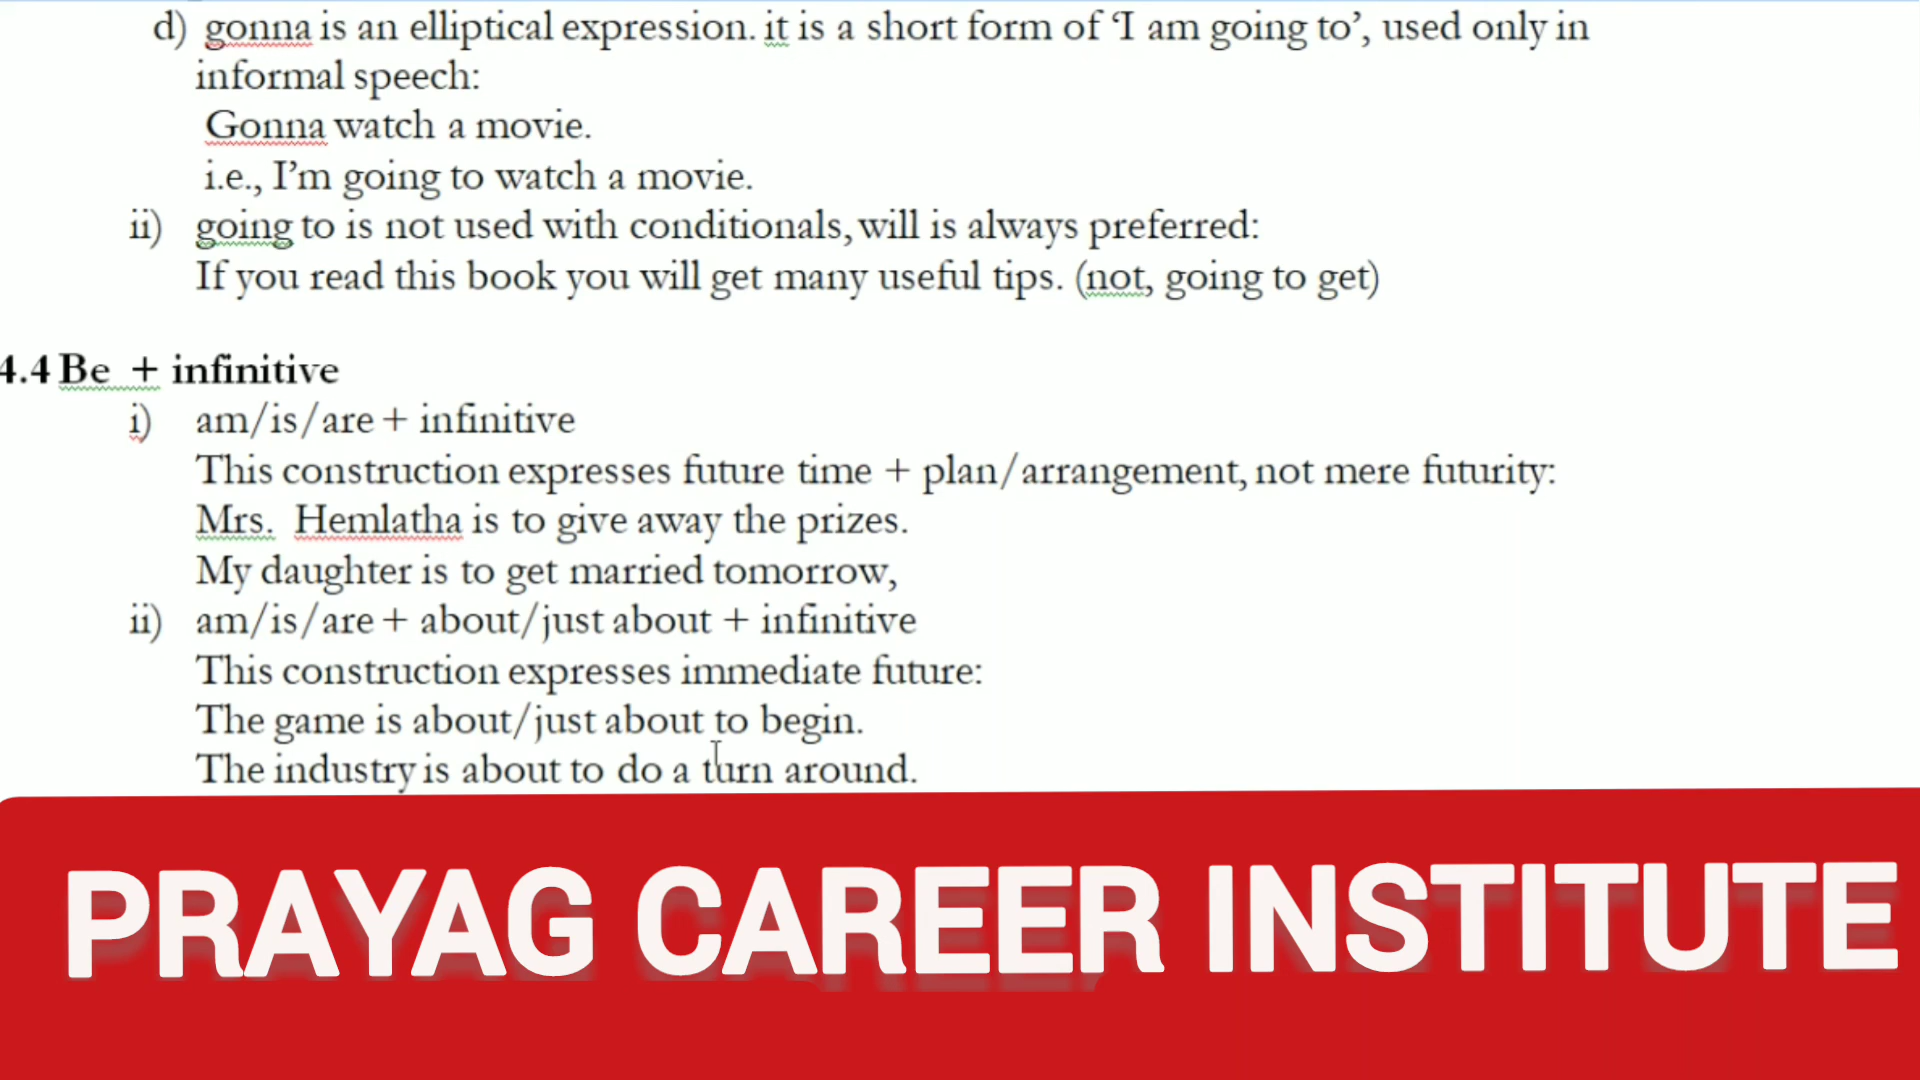 d) gonna is an elliptical expression. it is a short form of ‘I am going to’, used only in
informal speech:
Gonna watch a movie.
i.e., I’m going to watch a movie.
ii) going to is not used with conditionals, will is always preferred:
If you read this book you will get many useful tips. (not, going to get)
4.4 Be + infinitive
i) am/is/are + infinitive
This construction expresses future time + plan/arrangement, not mere futurity:
Mrs. Hemlatha is to give away the prizes.
My daughter is to get married tomorrow,
ii) am/is/are + about/just about + infinitive
This construction expresses immediate future:
The game is about/just about to begin.
The industry is about to do a turn around.
PRAYAG CAREER INSTITUTE